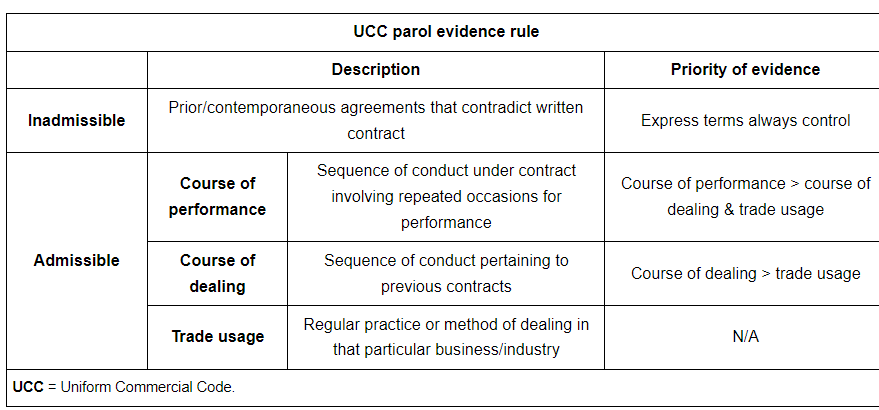 UCC parol evidence rule
Description
Priority of evidence
Inadmissible
Prior/contemporaneous agreements that contradict written
contract
Express terms always control
Admissible
Course of
performance
Sequence of conduct under contract
involving repeated occasions for
performance
Course of performance > course of
dealing & trade usage
Course of
dealing
Sequence of conduct pertaining to
previous contracts
Course of dealing > trade usage
Trade usage
Regular practice or method of dealing in
that particular business/industry
N/A
UCC = Uniform Commercial Code.